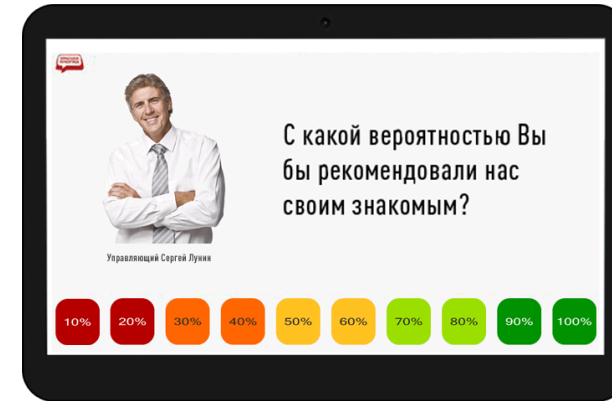 С какой вероятностью Вы
бы рекомендовали нас
своим знакомым?
Управляющий Сергей Лунин
10% 20% 30% 40% 50% 60% 70% 80% 90% 100%